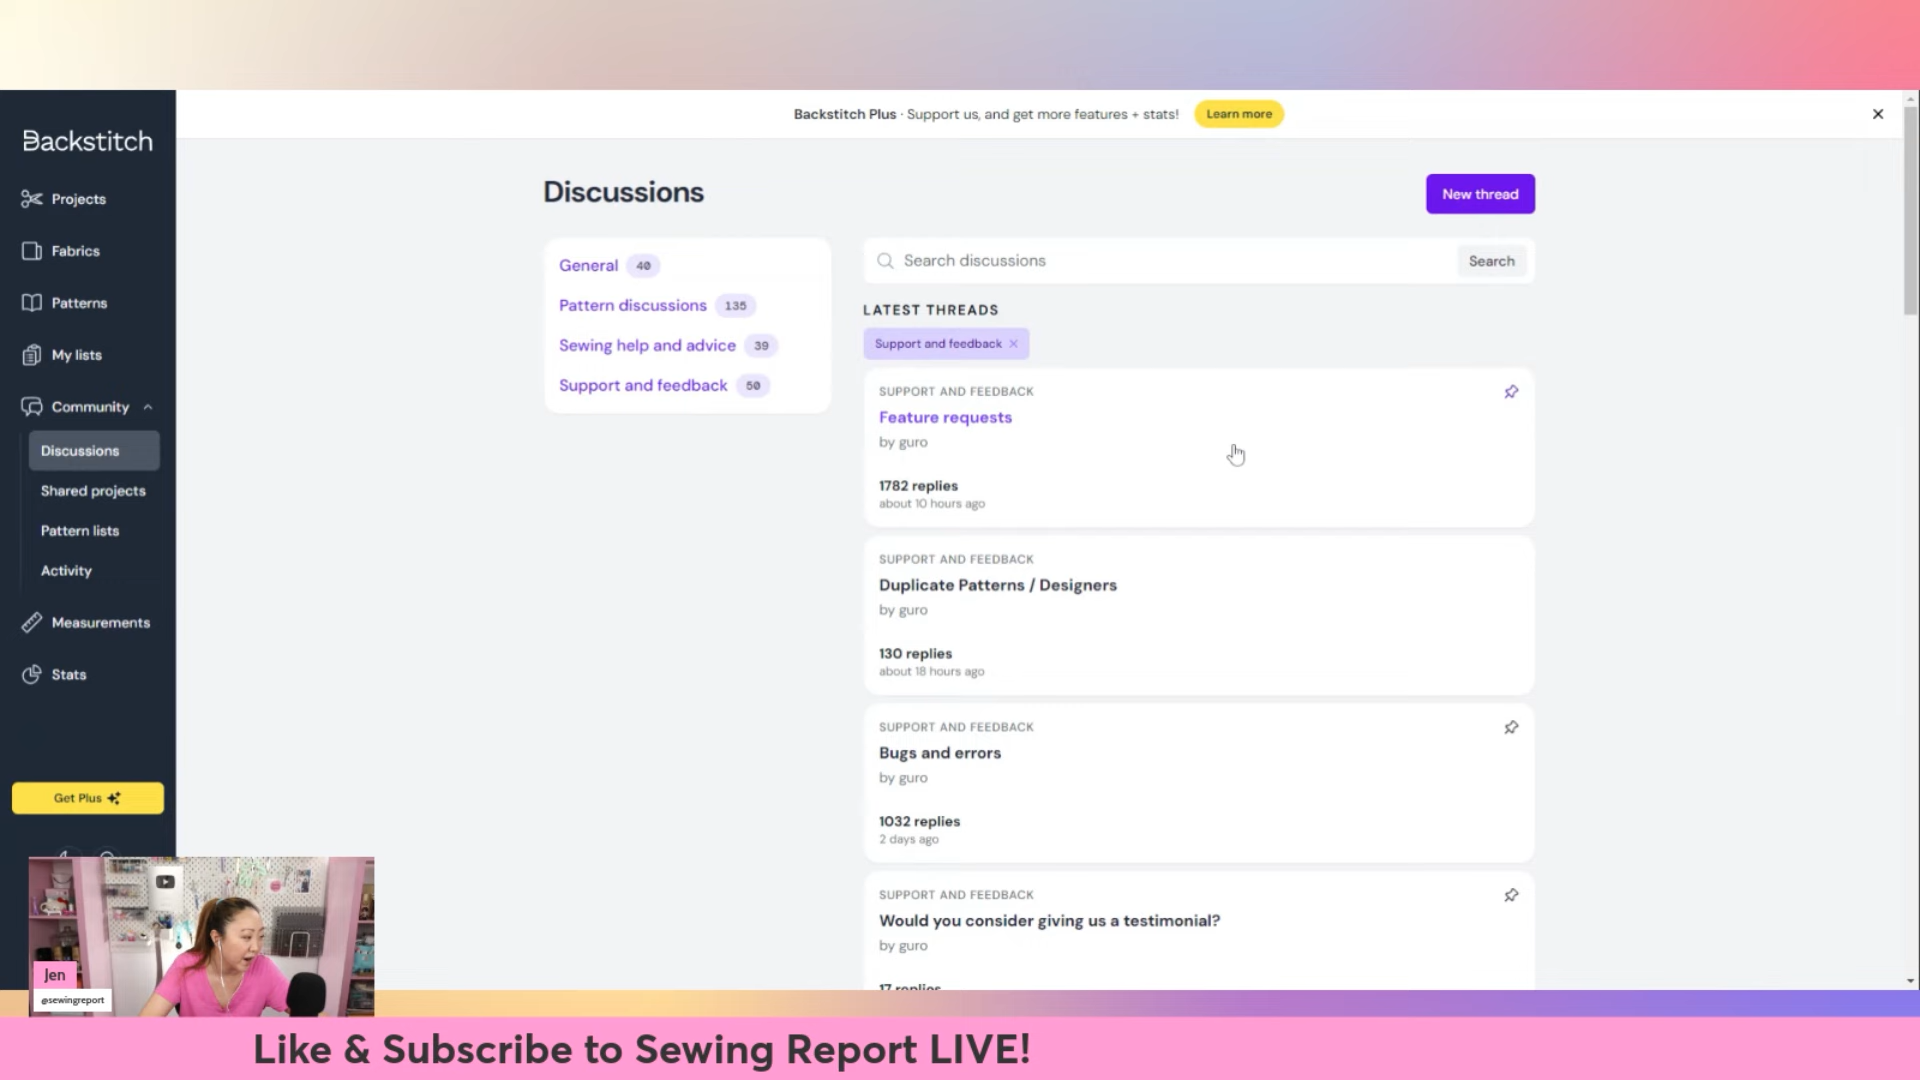 Backstitch Plus · Support us, and get more features + stats!
Learn more
Backstitch
Projects
Fabrics
Patterns
My lists
Community
Discussions
Shared projects
Pattern lists
Activity
Measurements
Stats
Get Plus
Discussions
New thread
General 40
Pattern discussions 135
Sewing help and advice 39
Support and feedback 50
Search discussions
Search
LATEST THREADS
Support and feedback
SUPPORT AND FEEDBACK
Feature requests
by guro
1782 replies
about 10 hours ago
SUPPORT AND FEEDBACK
Duplicate Patterns / Designers
by guro
130 replies
about 18 hours ago
SUPPORT AND FEEDBACK
Bugs and errors
by guro
1032 replies
2 days ago
SUPPORT AND FEEDBACK
Would you consider giving us a testimonial?
by guro
17 replies
Jen
@sewingreport
Like & Subscribe to Sewing Report LIVE!